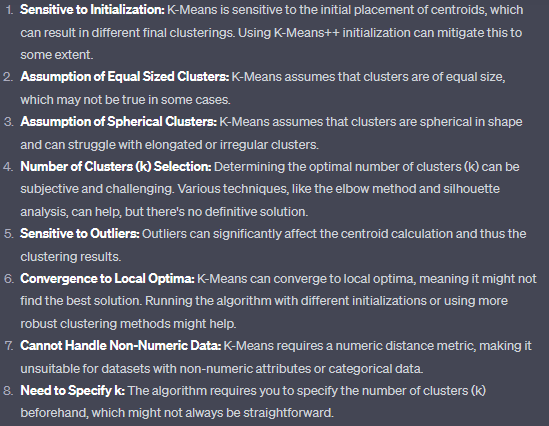 1. Sensitive to Initialization: K-Means is sensitive to the initial placement of centroids, which
can result in different final clusterings. Using K-Means++ initialization can mitigate this to
some extent.
2. Assumption of Equal Sized Clusters: K-Means assumes that clusters are of equal size,
which may not be true in some cases.
3. Assumption of Spherical Clusters: K-Means assumes that clusters are spherical in shape
and can struggle with elongated or irregular clusters.
4. Number of Clusters (k) Selection: Determining the optimal number of clusters (k) can be
subjective and challenging. Various techniques, like the elbow method and silhouette
analysis, can help, but there's no definitive solution.
5. Sensitive to Outliers: Outliers can significantly affect the centroid calculation and thus the
clustering results.
6. Convergence to Local Optima: K-Means can converge to local optima, meaning it might not
find the best solution. Running the algorithm with different initializations or using more
robust clustering methods might help.
7. Cannot Handle Non-Numeric Data: K-Means requires a numeric distance metric, making it
unsuitable for datasets with non-numeric attributes or categorical data.
8. Need to Specify k: The algorithm requires you to specify the number of clusters (k)
beforehand, which might not always be straightforward.